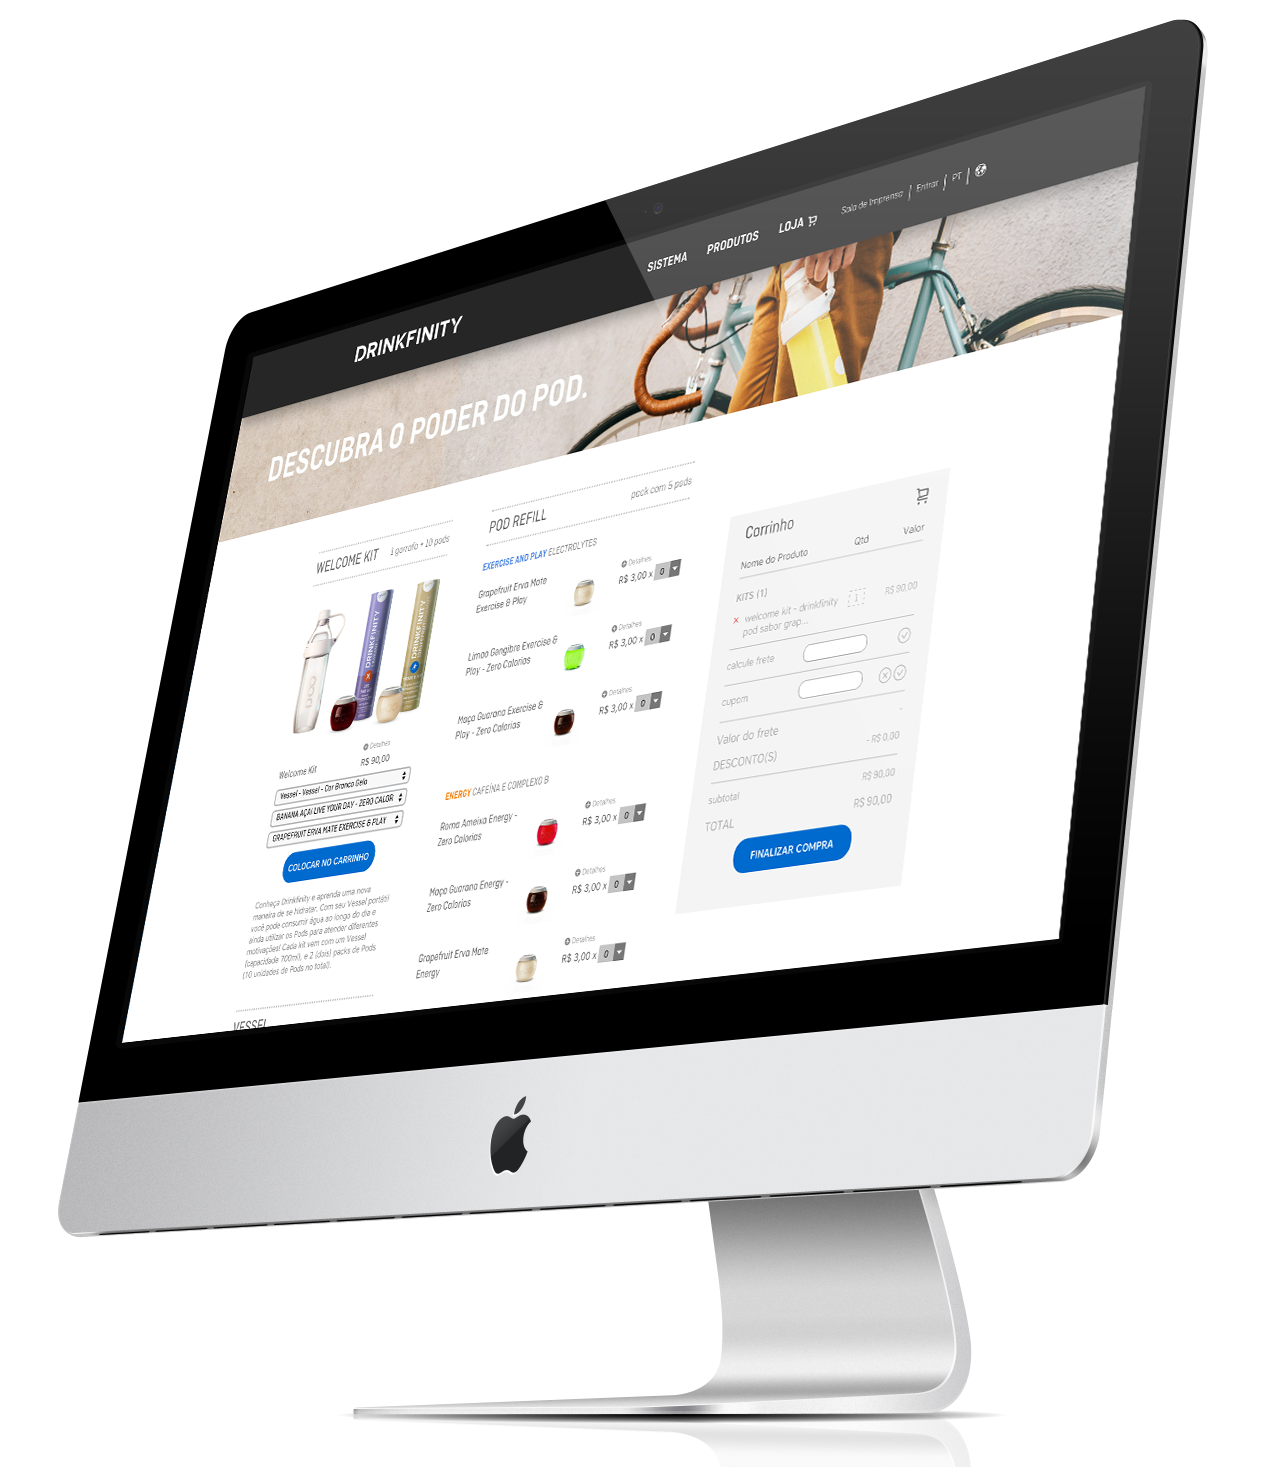 DRINKFINITY
SISTEMA
PRODUTOS
LOJA
Sala de Imprensa
Entrar
PT
DESCUBRA O PODER DO POD.
WELCOME KIT
1 garrafa + 10 pods
DRINKFINITY
DRINKFINITY
Detalhes
Welcome Kit
R$ 90,00
Vessel - Vessel - Cor Branco Gelo
BANANA AÇAI LIVE YOUR DAY - ZERO CALOR
GRAPEFRUIT ERVA MATE EXERCISE & PLAY
COLOCAR NO CARRINHO
Conheça Drinkfinity e aprenda uma nova
maneira de se hidratar. Com seu Vessel portátil
você pode consumir água ao longo do dia e
ainda utilizar os Pods para atender diferentes
motivações! Cada kit vem com um Vessel
(capacidade 700ml), e 2 (dois) packs de Pods
(10 unidades de Pods no total).
VESSEL
POD REFILL
pack com 5 pods
EXERCISE AND PLAY ELECTROLYTES
Grapefruit Erva Mate
Exercise & Play
Detalhes
R$ 3,00 x 0
Limao Gengibre Exercise &
Play - Zero Calorias
Detalhes
R$ 3,00 x 0
Maça Guarana Exercise &
Play - Zero Calorias
Detalhes
R$ 3,00 x 0
ENERGY CAFEÍNA E COMPLEXO B
Roma Ameixa Energy -
Zero Calorias
Detalhes
R$ 3,00 x 0
Maça Guarana Energy -
Zero Calorias
Detalhes
R$ 3,00 x 0
Grapefruit Erva Mate
Energy
Detalhes
R$ 3,00 x 0
Carrinho
Nome do Produto
Qtd
Valor
KITS (1)
x welcome kit - drinkfinity
pod sabor grap...
1
R$ 90,00
calcule frete
cupom
Valor do frete
-
DESCONTO(S)
- R$ 0,00
subtotal
R$ 90,00
TOTAL
R$ 90,00
FINALIZAR COMPRA